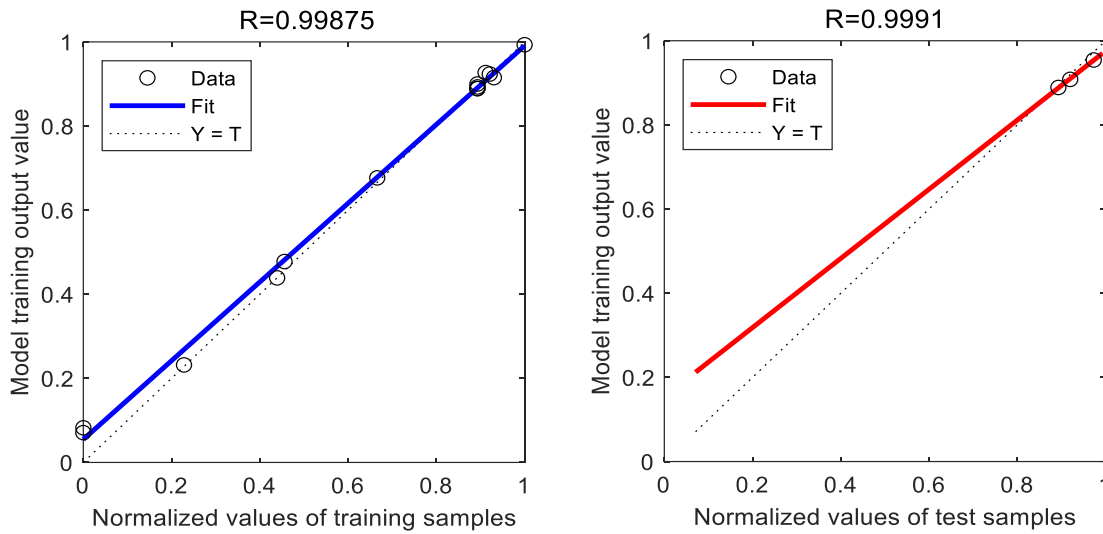 R=0.99875
Data
Fit
Y = T
1
0.8
0.6
0.4
0.2
0
0
0.2
0.4
0.6
0.8
1
Model training output value
Normalized values of training samples
R=0.9991
Data
Fit
Y = T
1
0.8
0.6
0.4
0.2
0
0
0.2
0.4
0.6
0.8
1
Model training output value
Normalized values of test samples